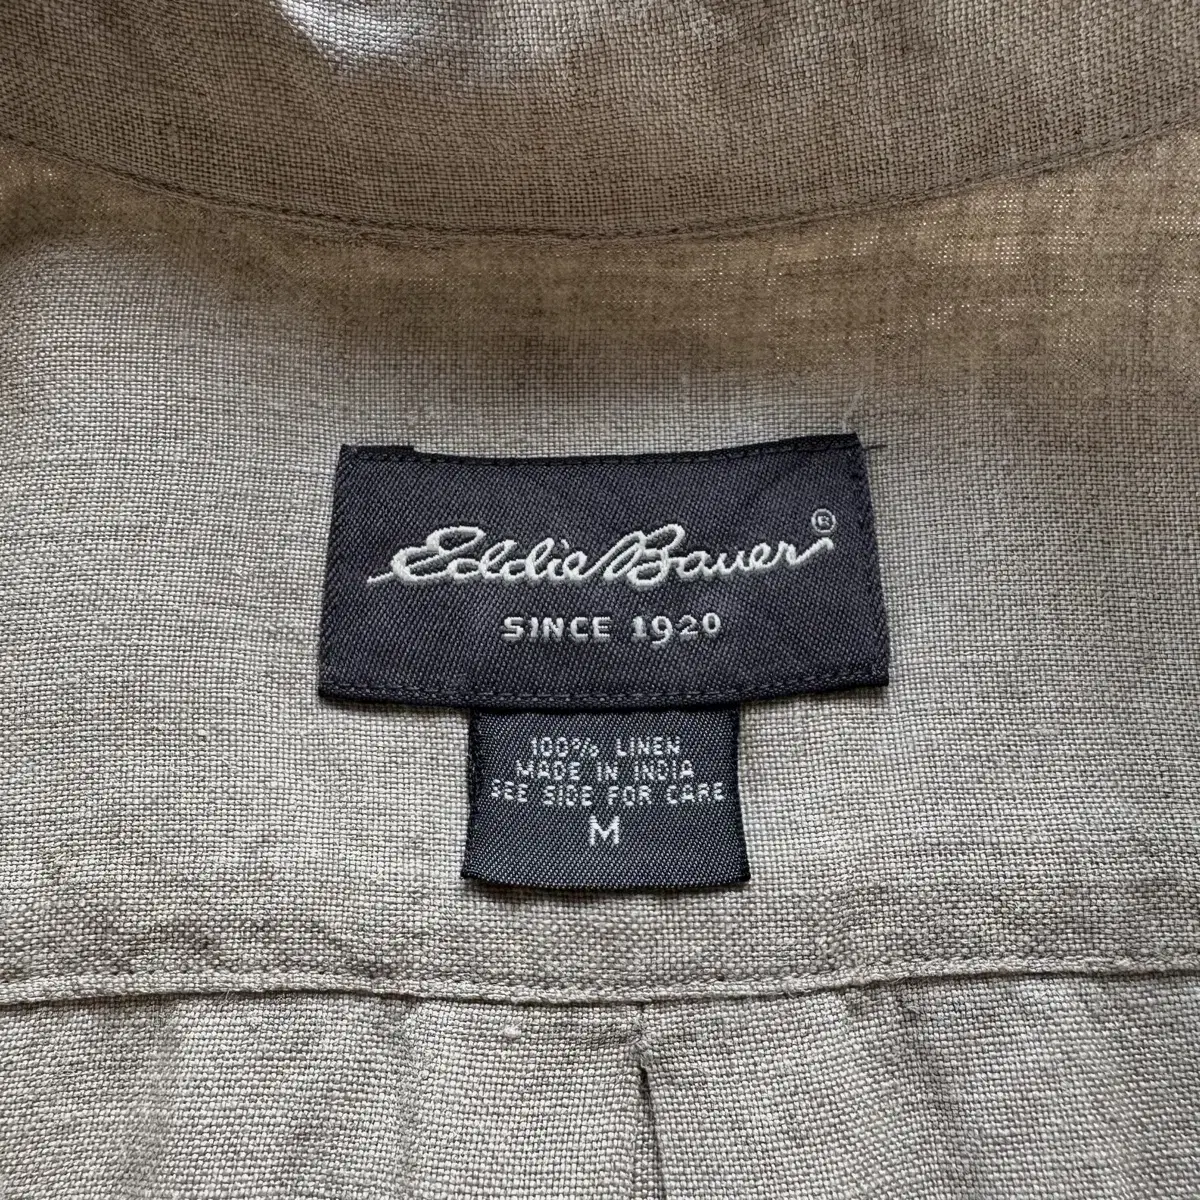 Eddie Bauer®
SINCE 1920
100% LINEN
MADE IN INDIA
SEE SIDE FOR CARE
M